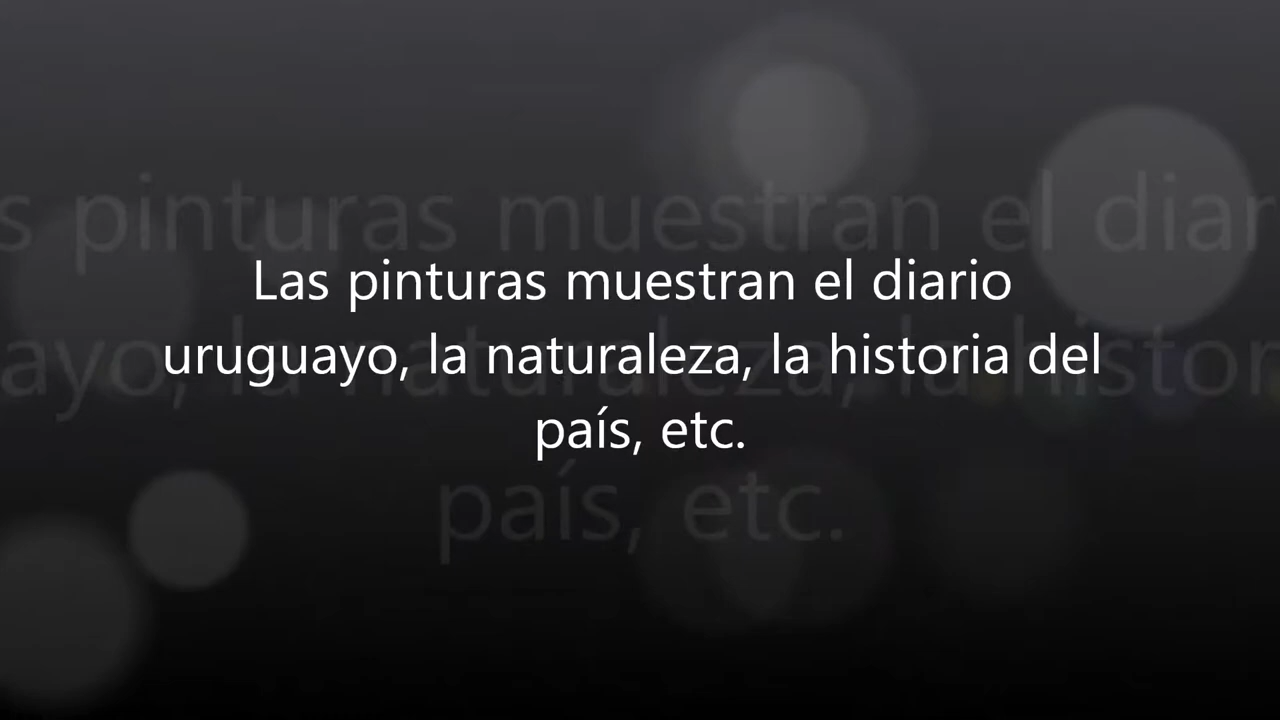 Las pinturas muestran el diario
uruguayo, la naturaleza, la historia del
país, etc.